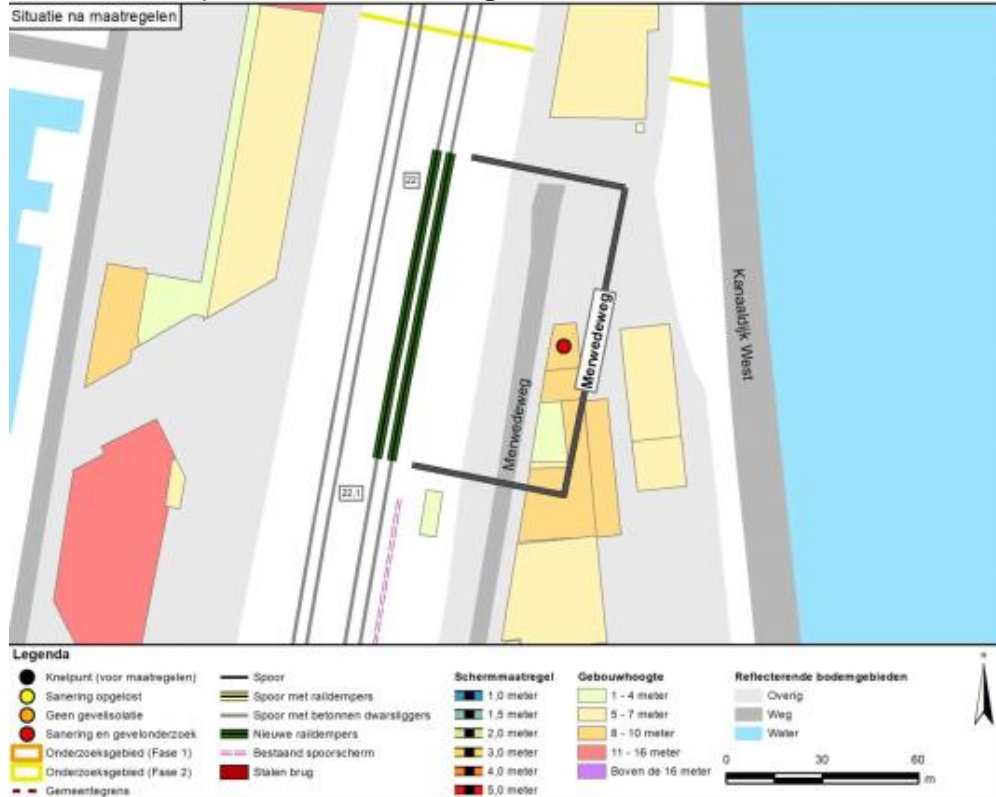 Situatie na maatregelen
22
Kanaaldijk West
Merwedeweg
Merwedeweg
22,1
Legenda
Knelpunt (voor maatregelen)
Sanering opgelost
Geen gevelisolatie
Sanering en gevelonderzoek
Onderzoeksgebied (Fase 1)
Onderzoeksgebied (Fase 2)
Gemeentegrens
Spoor
Spoor met raildempers
Spoor met betonnen dwarsliggers
Nieuwe raildempers
Bestaand spoorscherm
Stalen brug
Schermmaatregel
1,0 meter
1,5 meter
2,0 meter
3,0 meter
4,0 meter
5,0 meter
Gebouwhoogte
1 - 4 meter
5 - 7 meter
8 - 10 meter
11 - 16 meter
Boven de 16 meter
Reflecterende bodemgebieden
Overig
Weg
Water
0 30 60
m